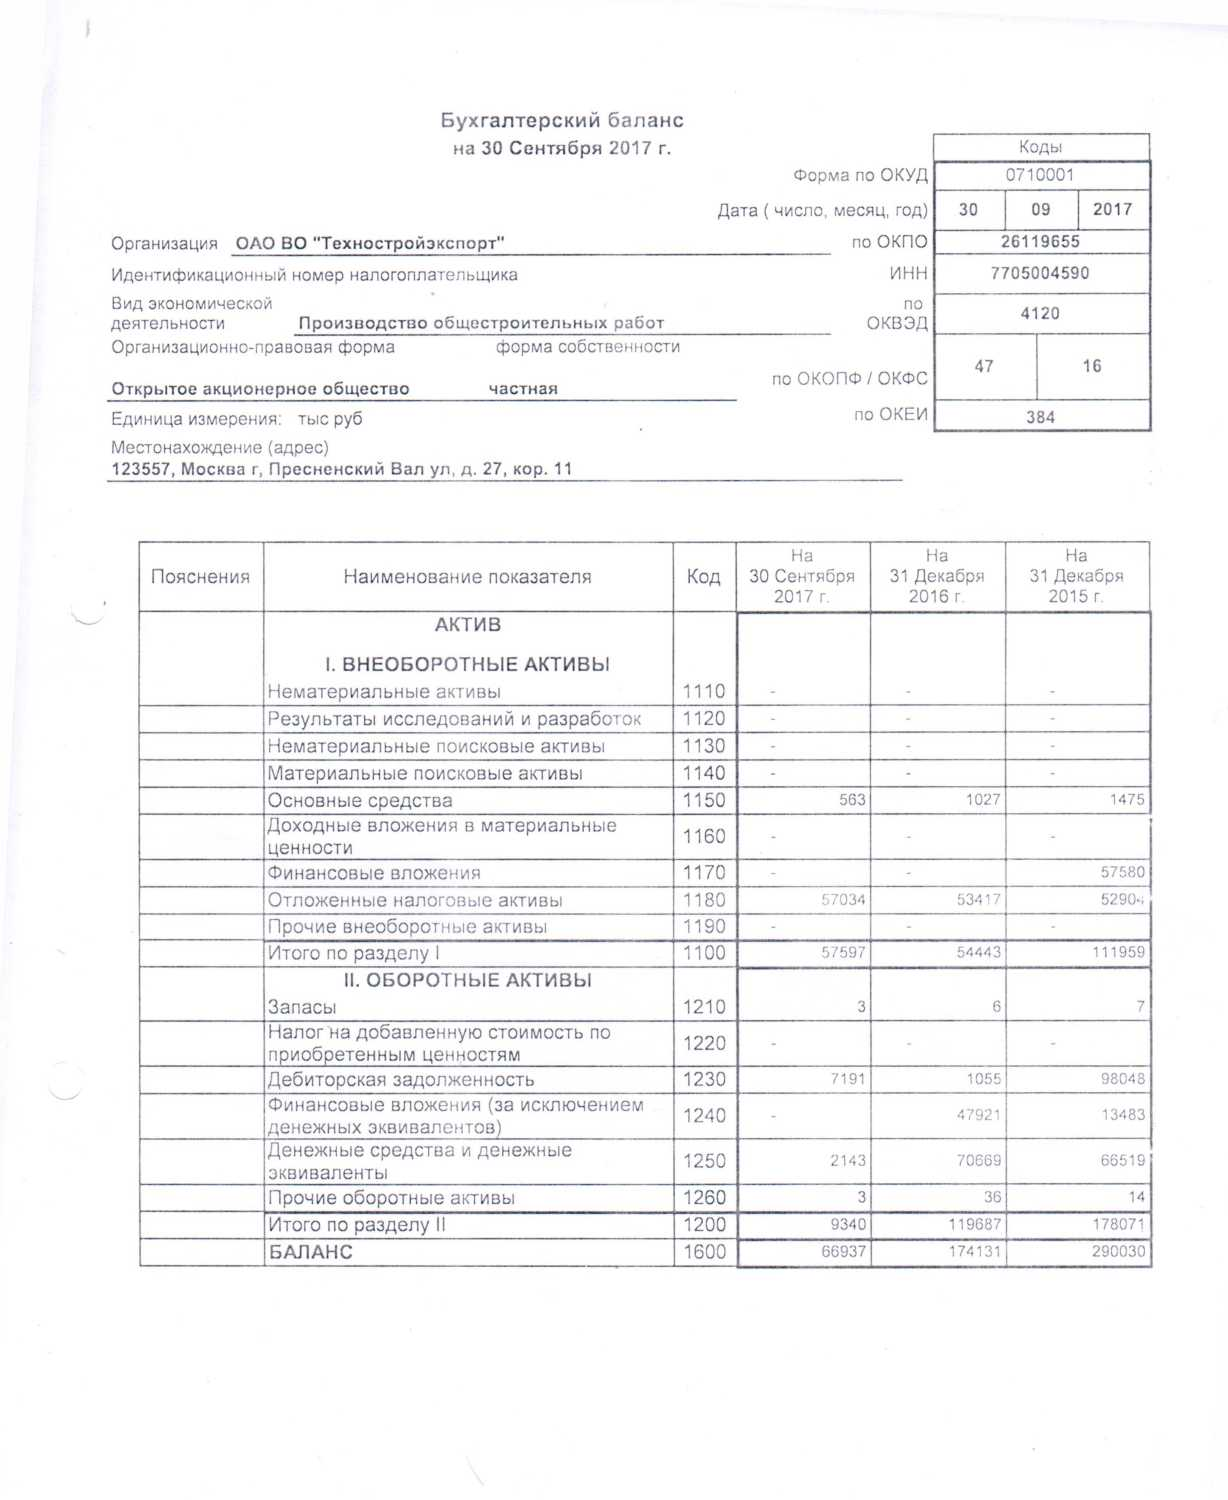 Бухгалтерский баланс
на 30 Сентября 2017 г.
Коды
Форма по ОКУД 0710001
Дата ( число, месяц, год) 30 09 2017
Организация ОАО ВО "Техностройэкспорт" по ОКПО 26119655
Идентификационный номер налогоплательщика ИНН 7705004590
Вид экономической
деятельности Производство общестроительных работ по ОКВЭД 4120
Организационно-правовая форма форма собственности
Открытое акционерное общество частная по ОКОПФ / ОКФС 47 16
Единица измерения: тыс руб по ОКЕИ 384
Местонахождение (адрес)
123557, Москва г, Пресненский Вал ул, д. 27, кор. 11
Пояснения Наименование показателя Код На 30 Сентября 2017 г. На 31 Декабря 2016 г. На 31 Декабря 2015 г.
АКТИВ
I. ВНЕОБОРОТНЫЕ АКТИВЫ
Нематериальные активы 1110 - - -
Результаты исследований и разработок 1120 - - -
Нематериальные поисковые активы 1130 - - -
Материальные поисковые активы 1140 - - -
Основные средства 1150 563 1027 1475
Доходные вложения в материальные
ценности 1160 - - -
Финансовые вложения 1170 - - 57580
Отложенные налоговые активы 1180 57034 53417 52904
Прочие внеоборотные активы 1190 - - -
Итого по разделу I 1100 57597 54443 111959
II. ОБОРОТНЫЕ АКТИВЫ
Запасы 1210 3 6 7
Налог на добавленную стоимость по
приобретенным ценностям 1220 - - -
Дебиторская задолженность 1230 7191 1055 98048
Финансовые вложения (за исключением
денежных эквивалентов) 1240 - 47921 13483
Денежные средства и денежные
эквиваленты 1250 2143 70669 66519
Прочие оборотные активы 1260 3 36 14
Итого по разделу II 1200 9340 119687 178071
БАЛАНС 1600 66937 174131 290030